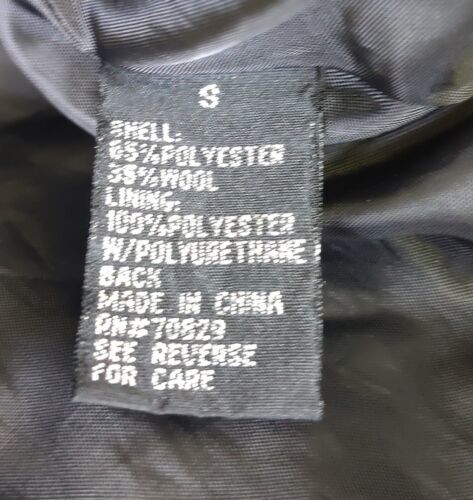 S
SHELL:
65%POLYESTER
35%WOOL
LINING:
100%POLYESTER
W/POLYURETHANE
BACK
MADE IN CHINA
RN#70829
SEE REVERSE
FOR CARE